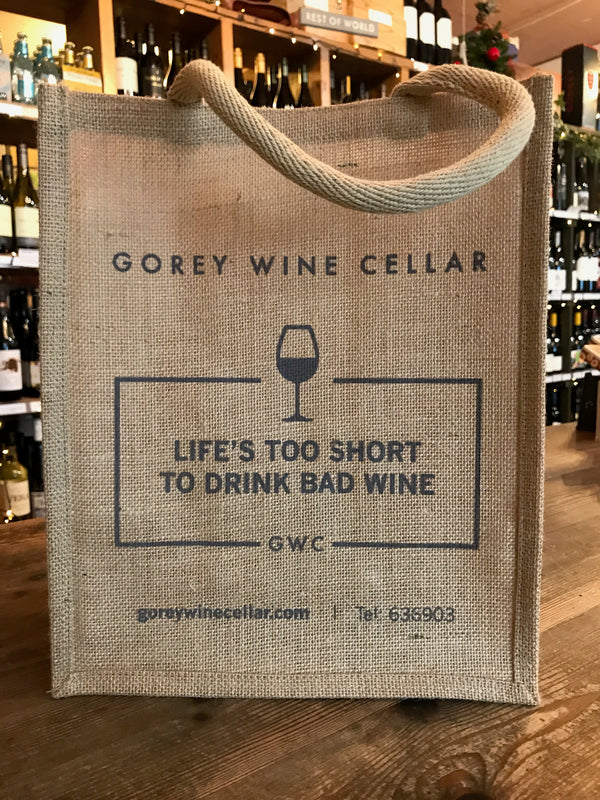 REST OF WORLD
GOREY WINE CELLAR
LIFE'S TOO SHORT
TO DRINK BAD WINE
GWC
goreywinecellar.com | Tel: 636903